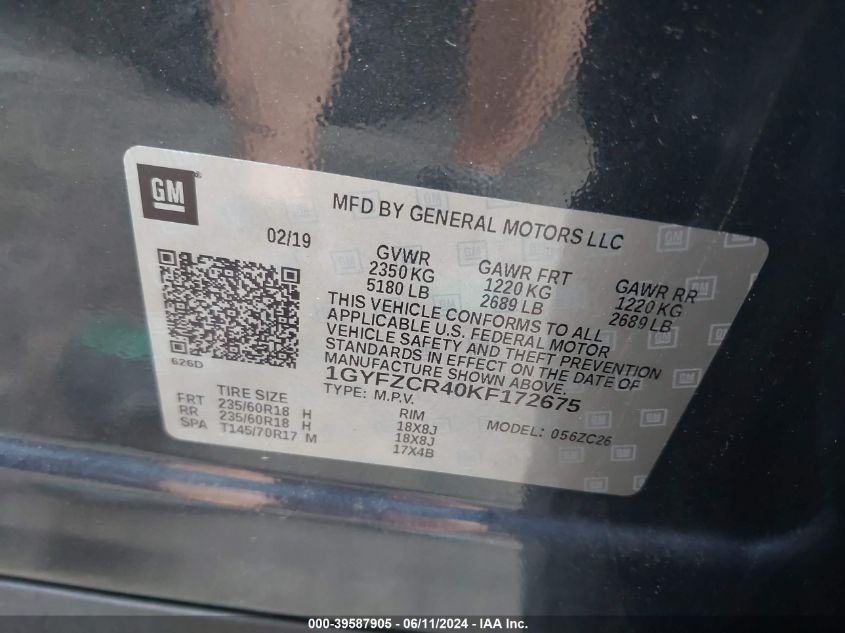 GM
MFD BY GENERAL MOTORS LLC
02/19
GVWR
2350 KG
5180 LB
GAWR FRT
1220 KG
2689 LB
GAWR RR
1220 KG
2689 LB
THIS VEHICLE CONFORMS TO ALL
APPLICABLE U.S. FEDERAL MOTOR
VEHICLE SAFETY AND THEFT PREVENTION
STANDARDS IN EFFECT ON THE DATE OF
MANUFACTURE SHOWN ABOVE.
1GYFZCR40KF172675
626D
TYPE: M.P.V.
MODEL: 056ZC26
TIRE SIZE RIM
FRT 235/60R18 H 18X8J
RR 235/60R18 H 18X8J
SPA T145/70R17 M 17X4B
000-39587905 - 06/11/2024 - IAA Inc.